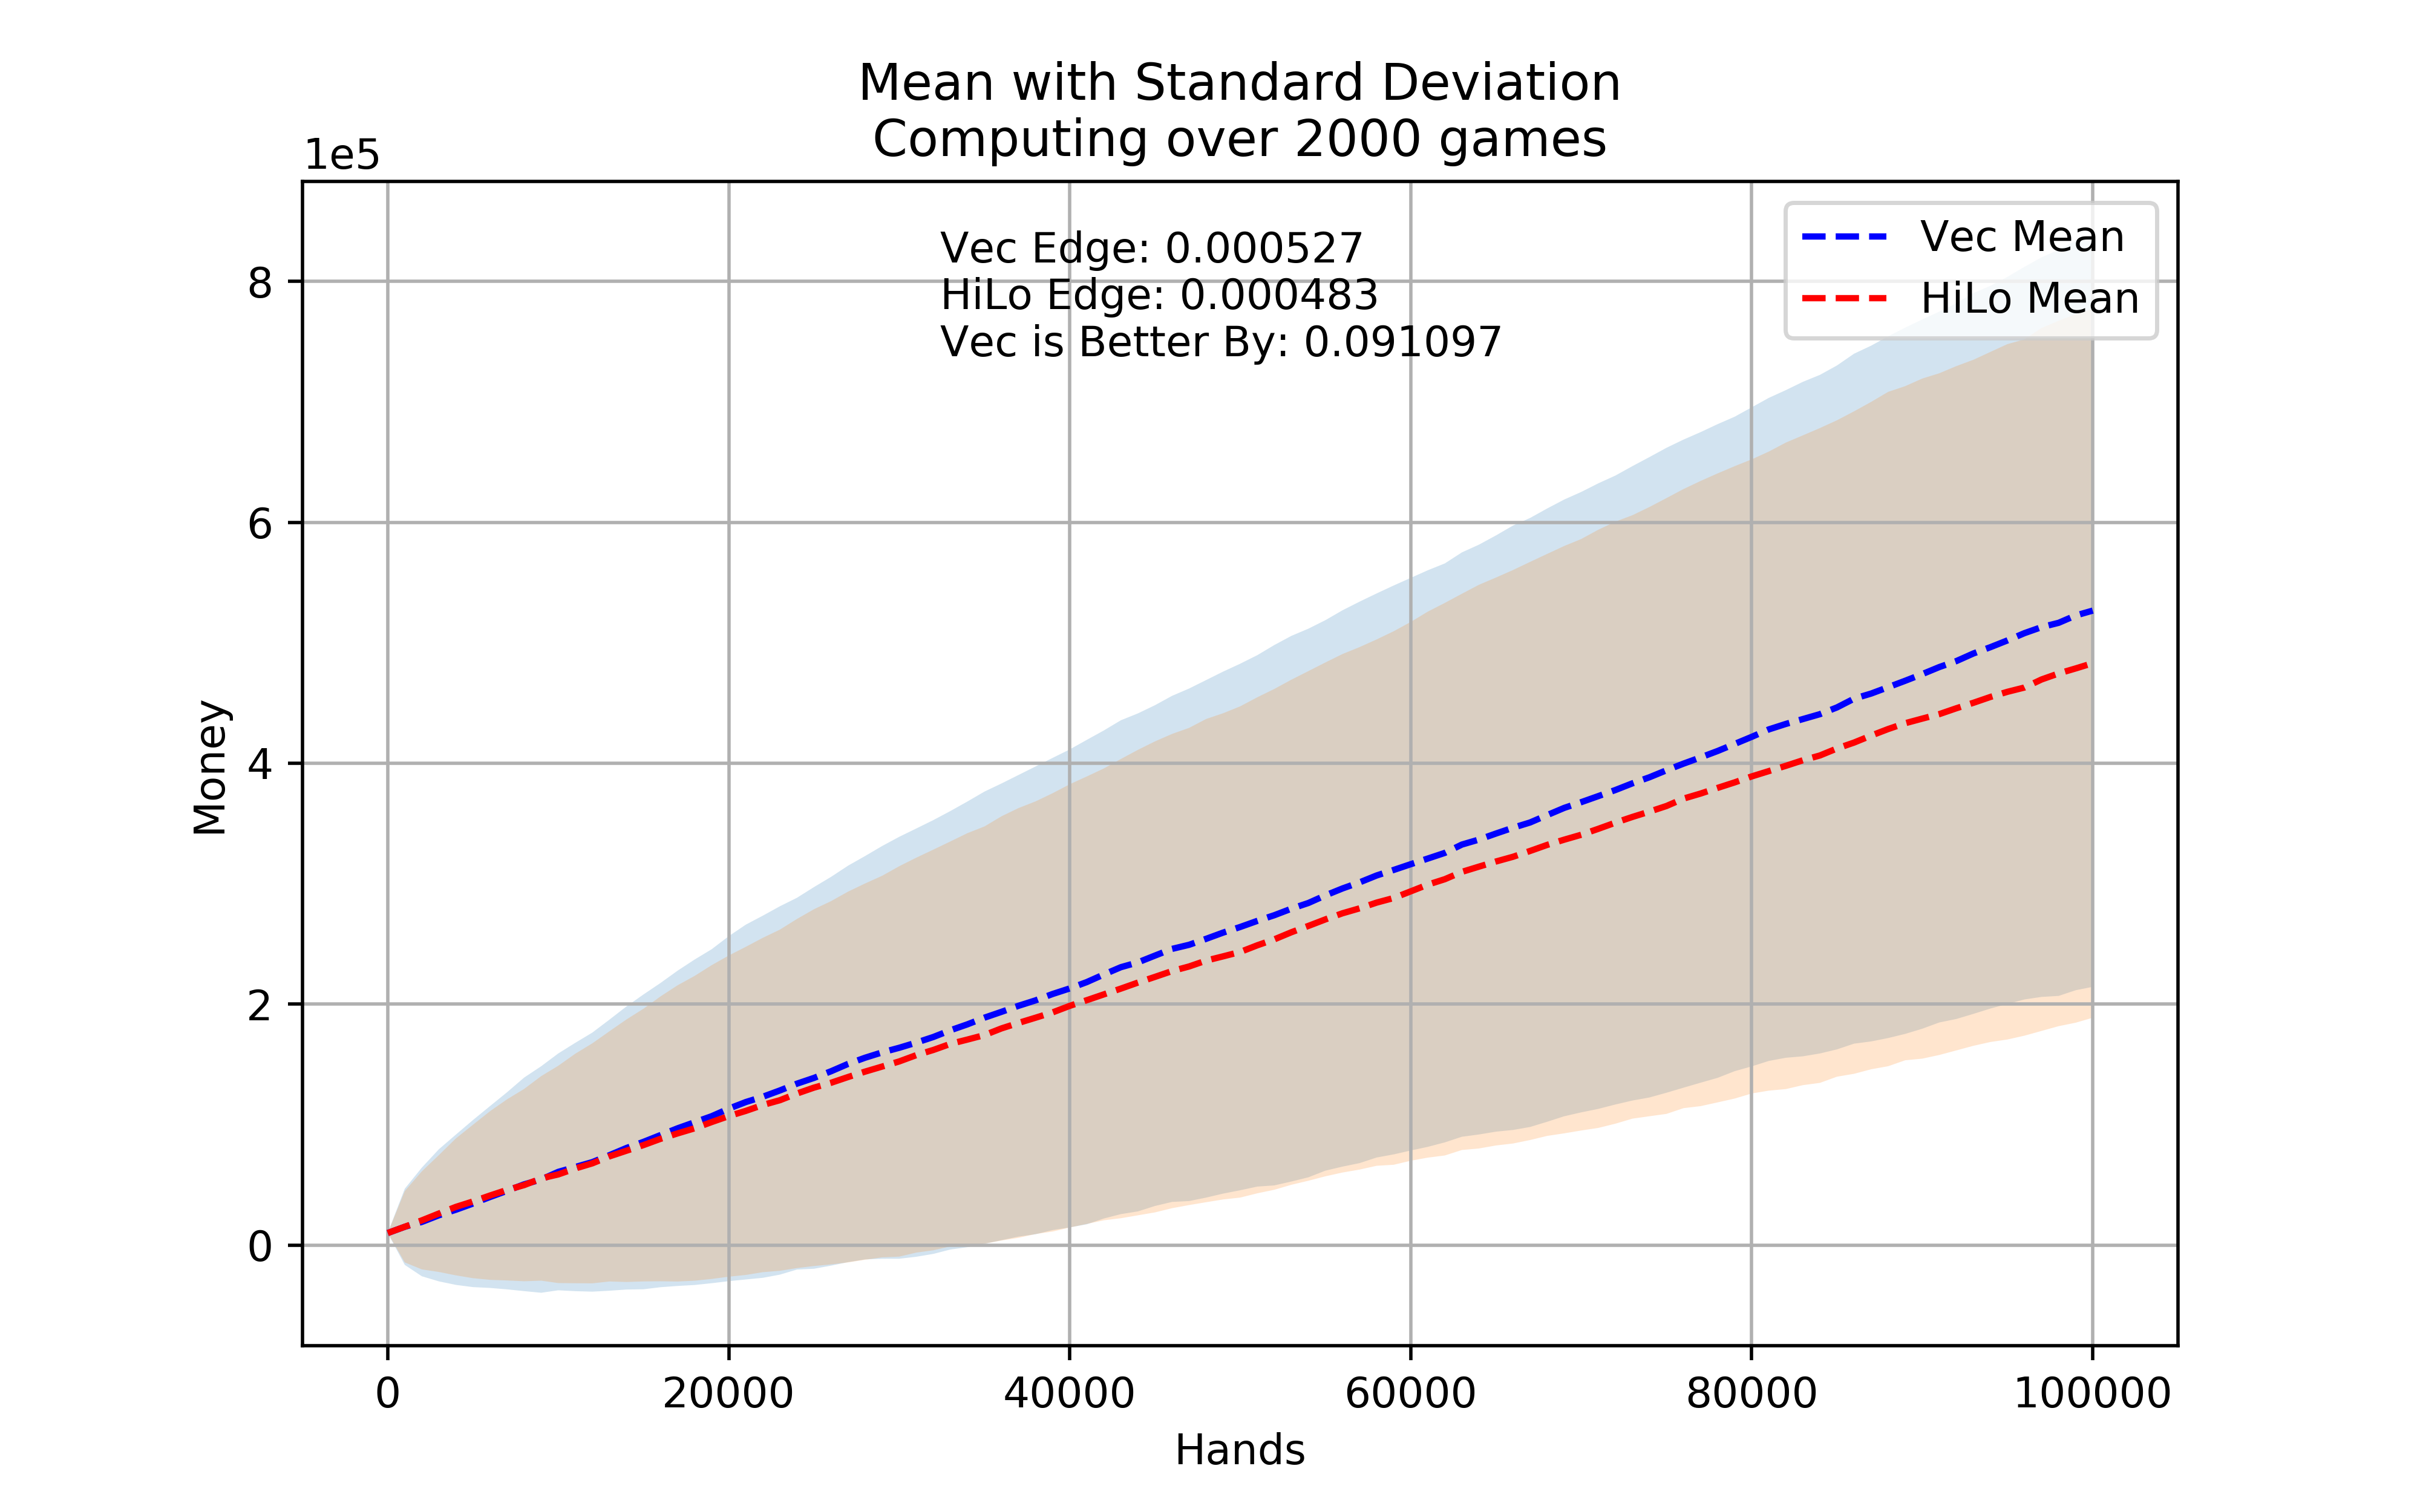 Mean with Standard Deviation
Computing over 2000 games
1e5
Vec Edge: 0.000527
HiLo Edge: 0.000483
Vec is Better By: 0.091097
Vec Mean
HiLo Mean
8
6
4
2
0
Money
0 20000 40000 60000 80000 100000
Hands